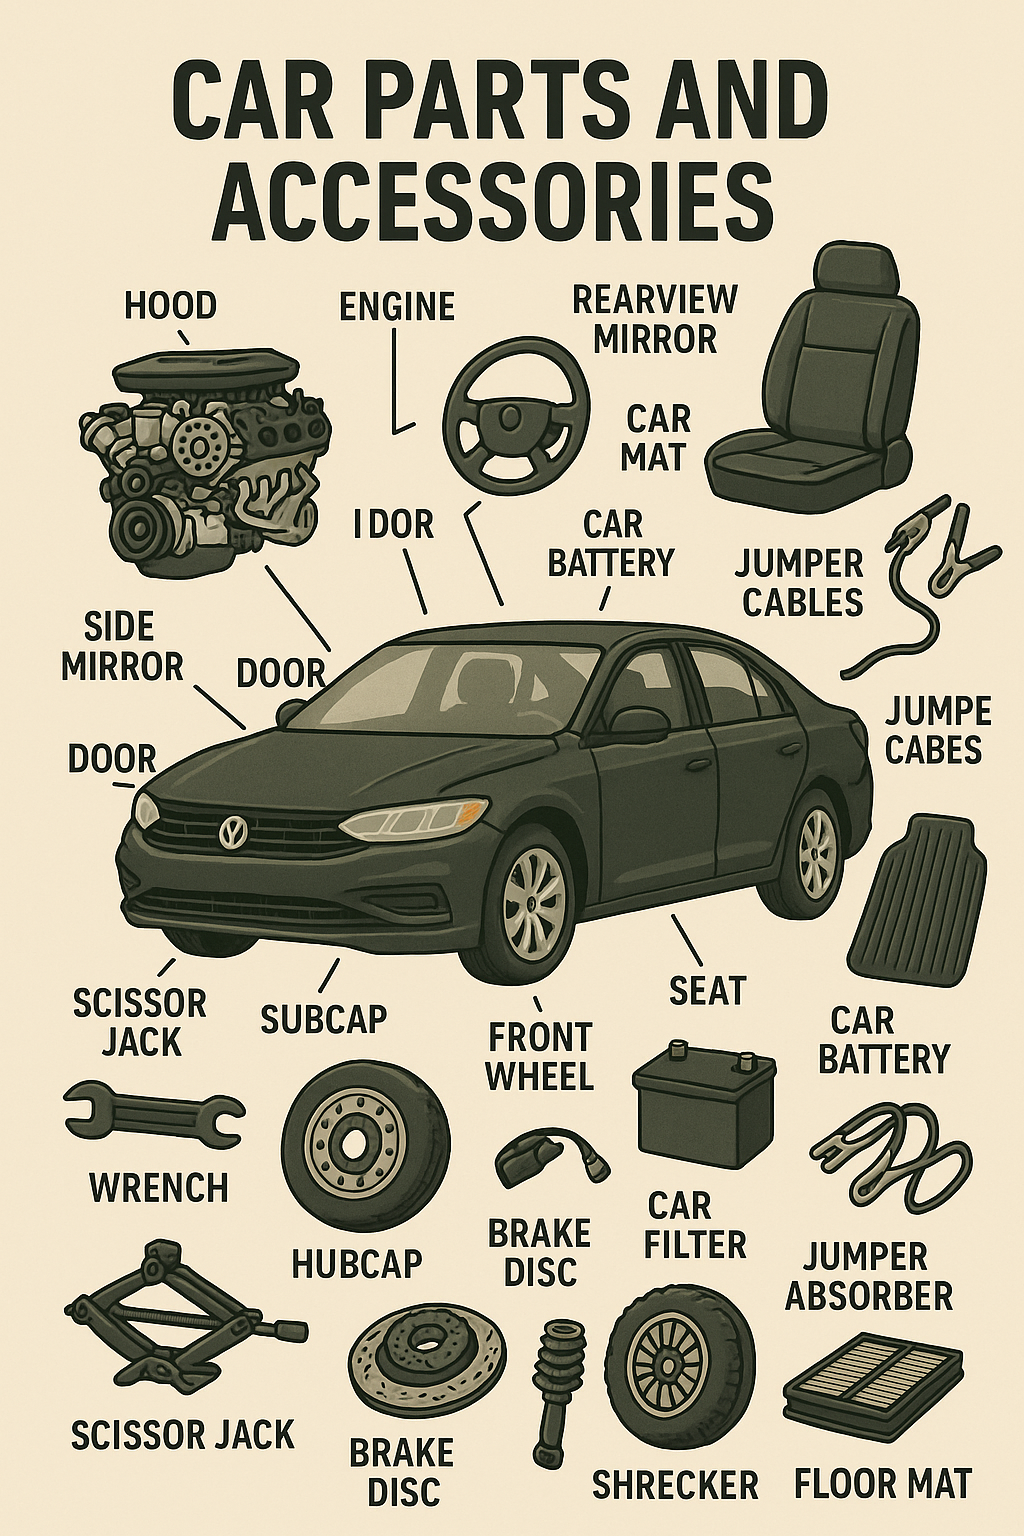 CAR PARTS AND
ACCESSORIES
HOOD
ENGINE
REARVIEW
MIRROR
CAR
MAT
I DOR
CAR
BATTERY
JUMPER
CABLES
SIDE
MIRROR
DOOR
JUMPE
CABES
DOOR
SCISSOR
JACK
SUBCAP
FRONT
WHEEL
SEAT
CAR
BATTERY
WRENCH
HUBCAP
BRAKE
DISC
CAR
FILTER
JUMPER
ABSORBER
SCISSOR JACK
BRAKE
DISC
SHRECKER
FLOOR MAT